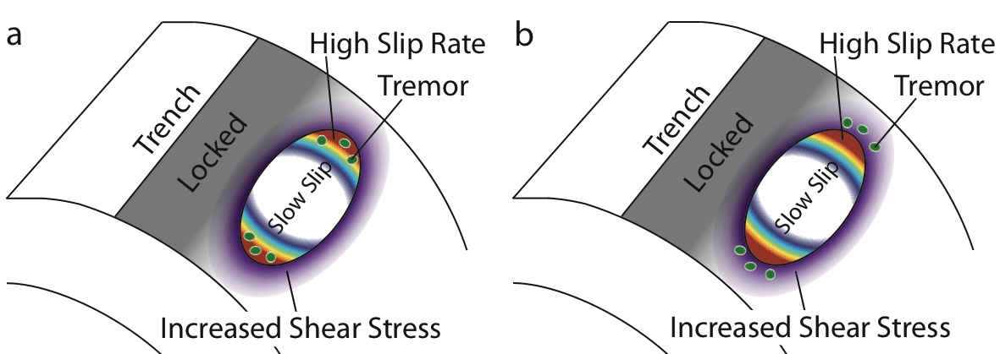 a
High Slip Rate
Tremor
Trench
Locked
Slow Slip
Increased Shear Stress
b
High Slip Rate
Tremor
Trench
Locked
Slow Slip
Increased Shear Stress